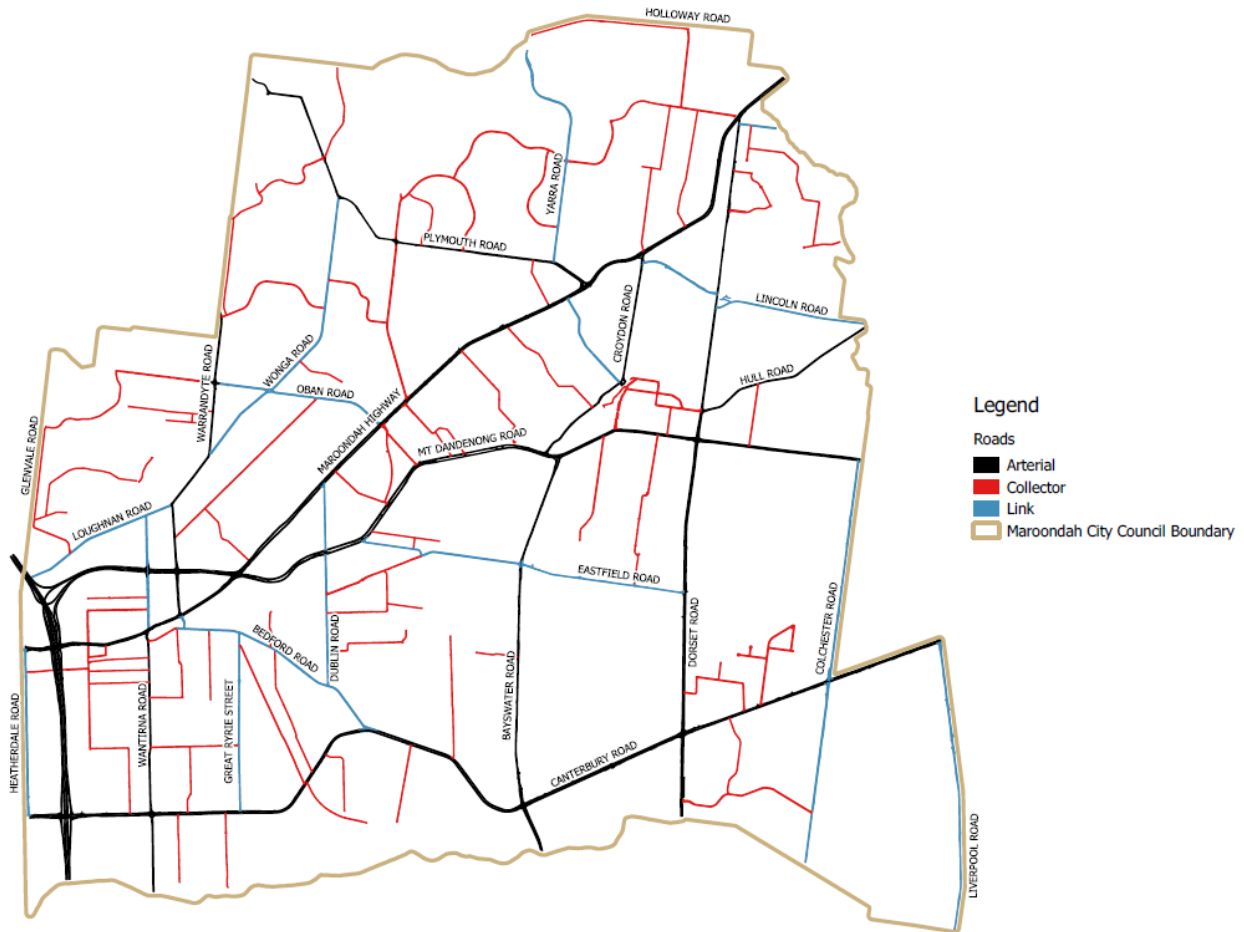 HOLLOWAY ROAD
YARRA ROAD
PLYMOUTH ROAD
LINCOLN ROAD
CROYDON ROAD
HULL ROAD
WONGA ROAD
WARRANDYTE ROAD
OBAN ROAD
MAROONDAH HIGHWAY
MT DANDENONG ROAD
GLENVALE ROAD
LOUGHNAN ROAD
EASTFIELD ROAD
BEDFORD ROAD
DUBLIN ROAD
DORSET ROAD
COLCHESTER ROAD
BAYSWATER ROAD
WANTIRNA ROAD
GREAT RYRIE STREET
HEATHERDALE ROAD
CANTERBURY ROAD
LIVERPOOL ROAD
Legend
Roads
Arterial
Collector
Link
Maroondah City Council Boundary